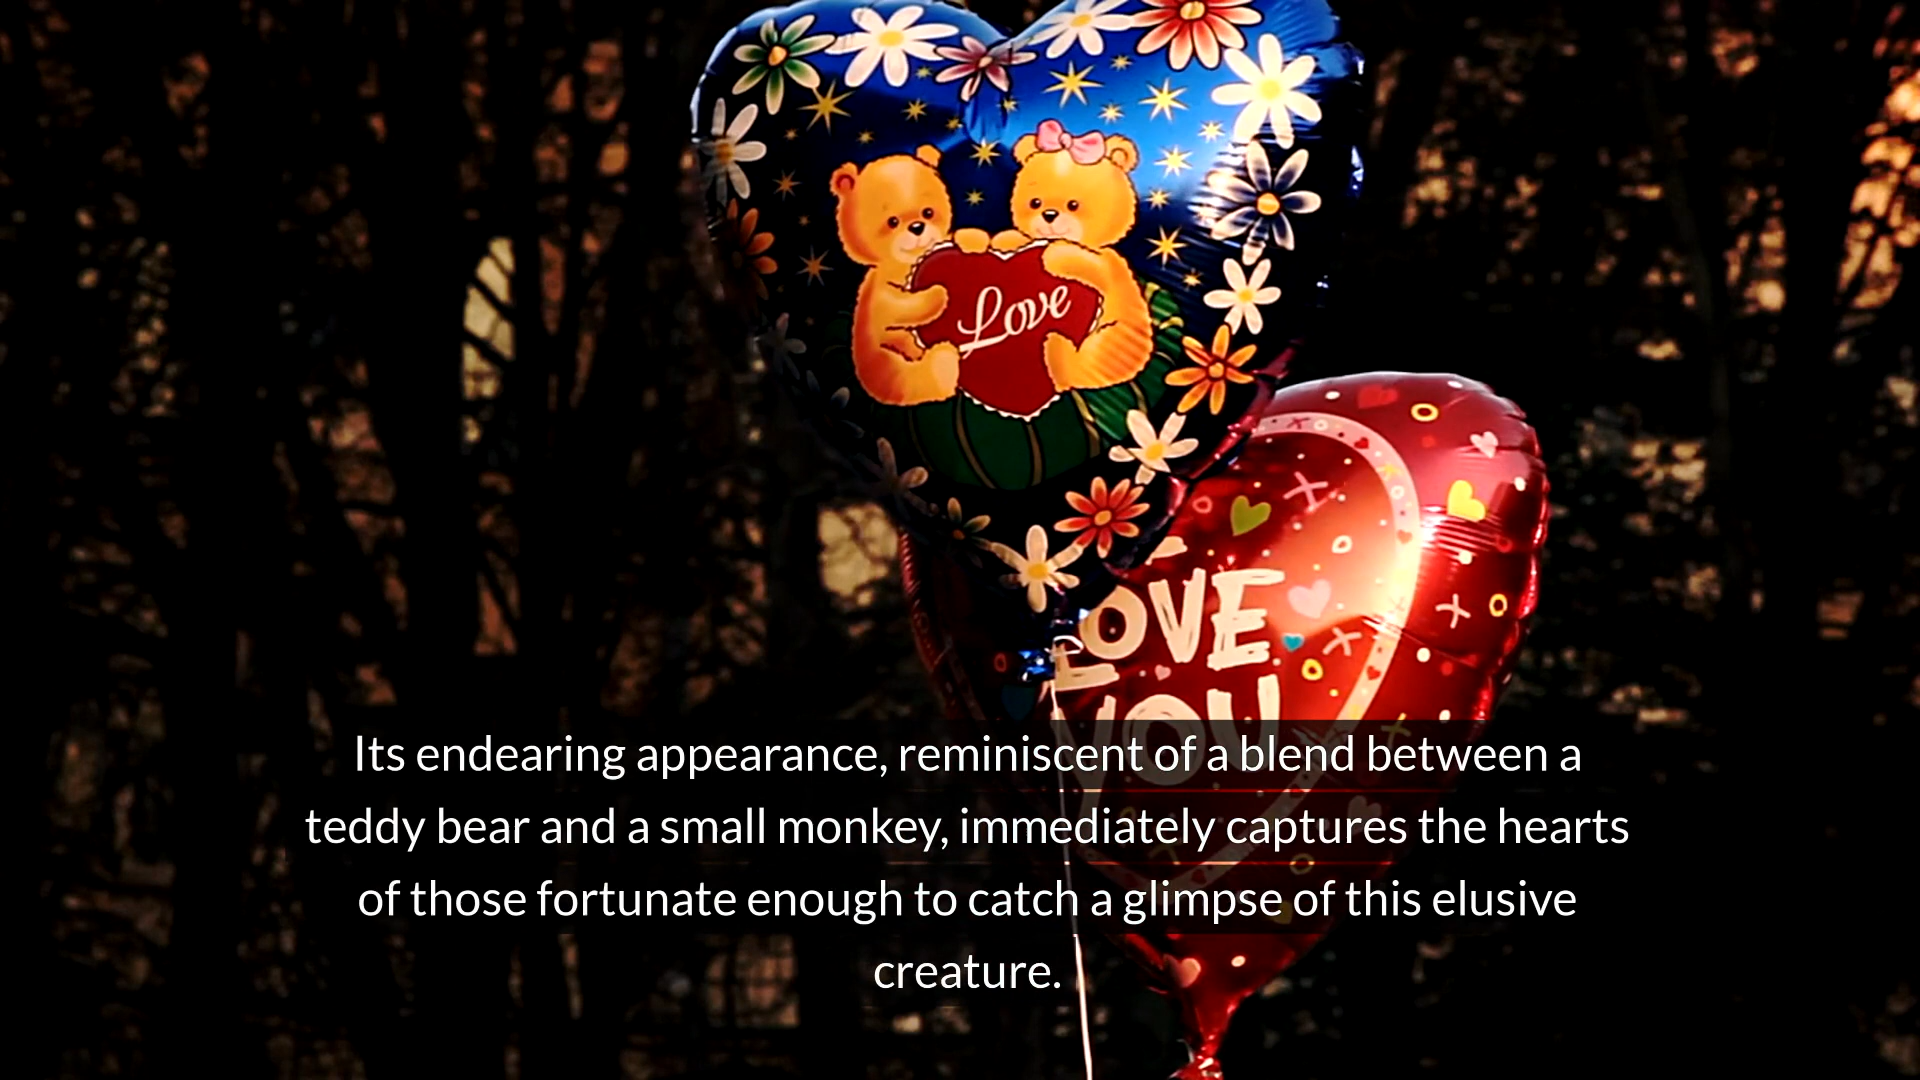 Love
LOVE
YOU
Its endearing appearance, reminiscent of a blend between a
teddy bear and a small monkey, immediately captures the hearts
of those fortunate enough to catch a glimpse of this elusive
creature.